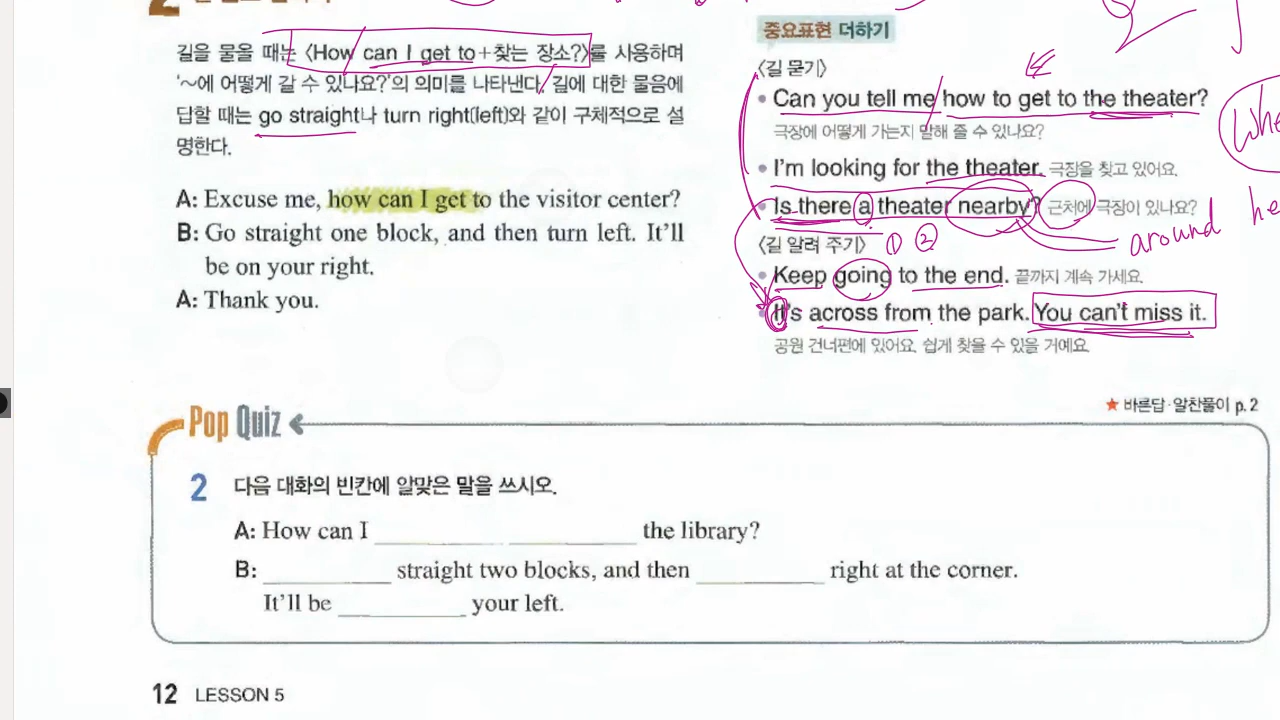 2
길을 물을 때는 〈How can I get to+찾는 장소?〉를 사용하며
'~에 어떻게 갈 수 있나요?'의 의미를 나타낸다. 길에 대한 물음에
답할 때는 go straight나 turn right(left)와 같이 구체적으로 설
명한다.
A: Excuse me, how can I get to the visitor center?
B: Go straight one block, and then turn left. It'll
be on your right.
A: Thank you.
중요표현 더하기
〈길 묻기〉
• Can you tell me how to get to the theater?
극장에 어떻게 가는지 말해 줄 수 있나요?
• I'm looking for the theater. 극장을 찾고 있어요.
• Is there a theater nearby? 근처에 극장이 있나요?
① ② around he
〈길 알려 주기〉
• Keep going to the end. 끝까지 계속 가세요.
• It's across from the park. You can't miss it.
공원 건너편에 있어요. 쉽게 찾을 수 있을 거예요.
Whe
★ 바른답·알찬풀이 p.2
Pop Quiz
2 다음 대화의 빈칸에 알맞은 말을 쓰시오.
A: How can I ____ ____ the library?
B: ____ straight two blocks, and then ____ right at the corner.
It'll be ____ your left.
12 LESSON 5